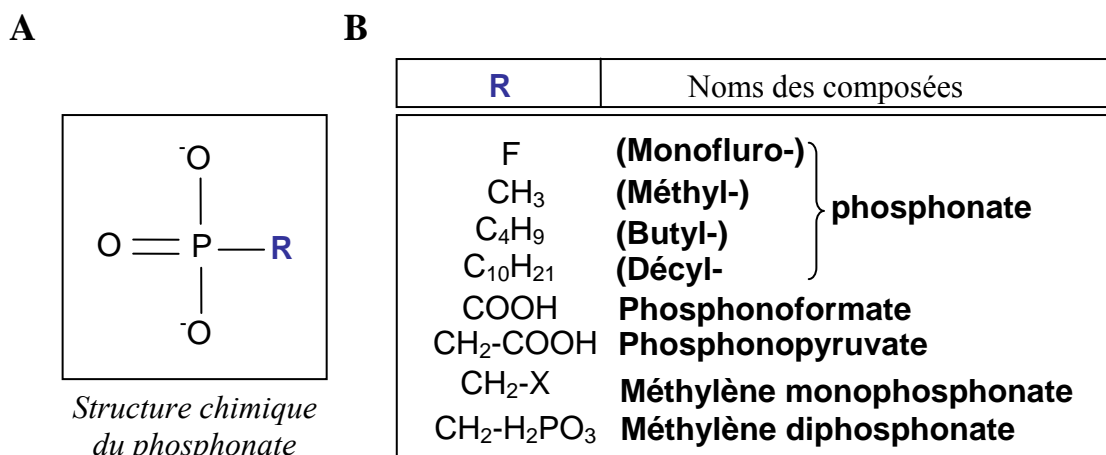 A
B
⁻O
O
P
R
⁻O
Structure chimique
du phosphonate
R Noms des composées
F (Monofluro-)
CH₃ (Méthyl-)
phosphonate
C₄H₉ (Butyl-)
C₁₀H₂₁ (Décyl-
COOH Phosphonoformate
CH₂-COOH Phosphonopyruvate
CH₂-X Méthylène monophosphonate
CH₂-H₂PO₃ Méthylène diphosphonate